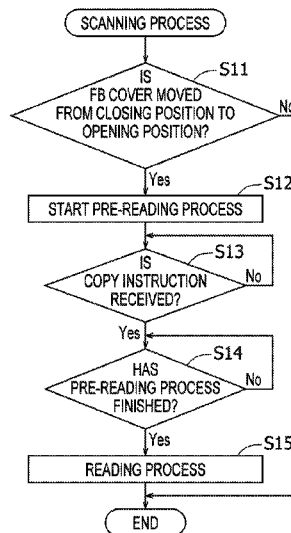 SCANNING PROCESS
S11
IS
FB COVER MOVED
FROM CLOSING POSITION TO
OPENING POSITION?
No
Yes
S12
START PRE-READING PROCESS
S13
IS
COPY INSTRUCTION
RECEIVED?
No
Yes
S14
HAS
PRE-READING PROCESS
FINISHED?
No
Yes
S15
READING PROCESS
END